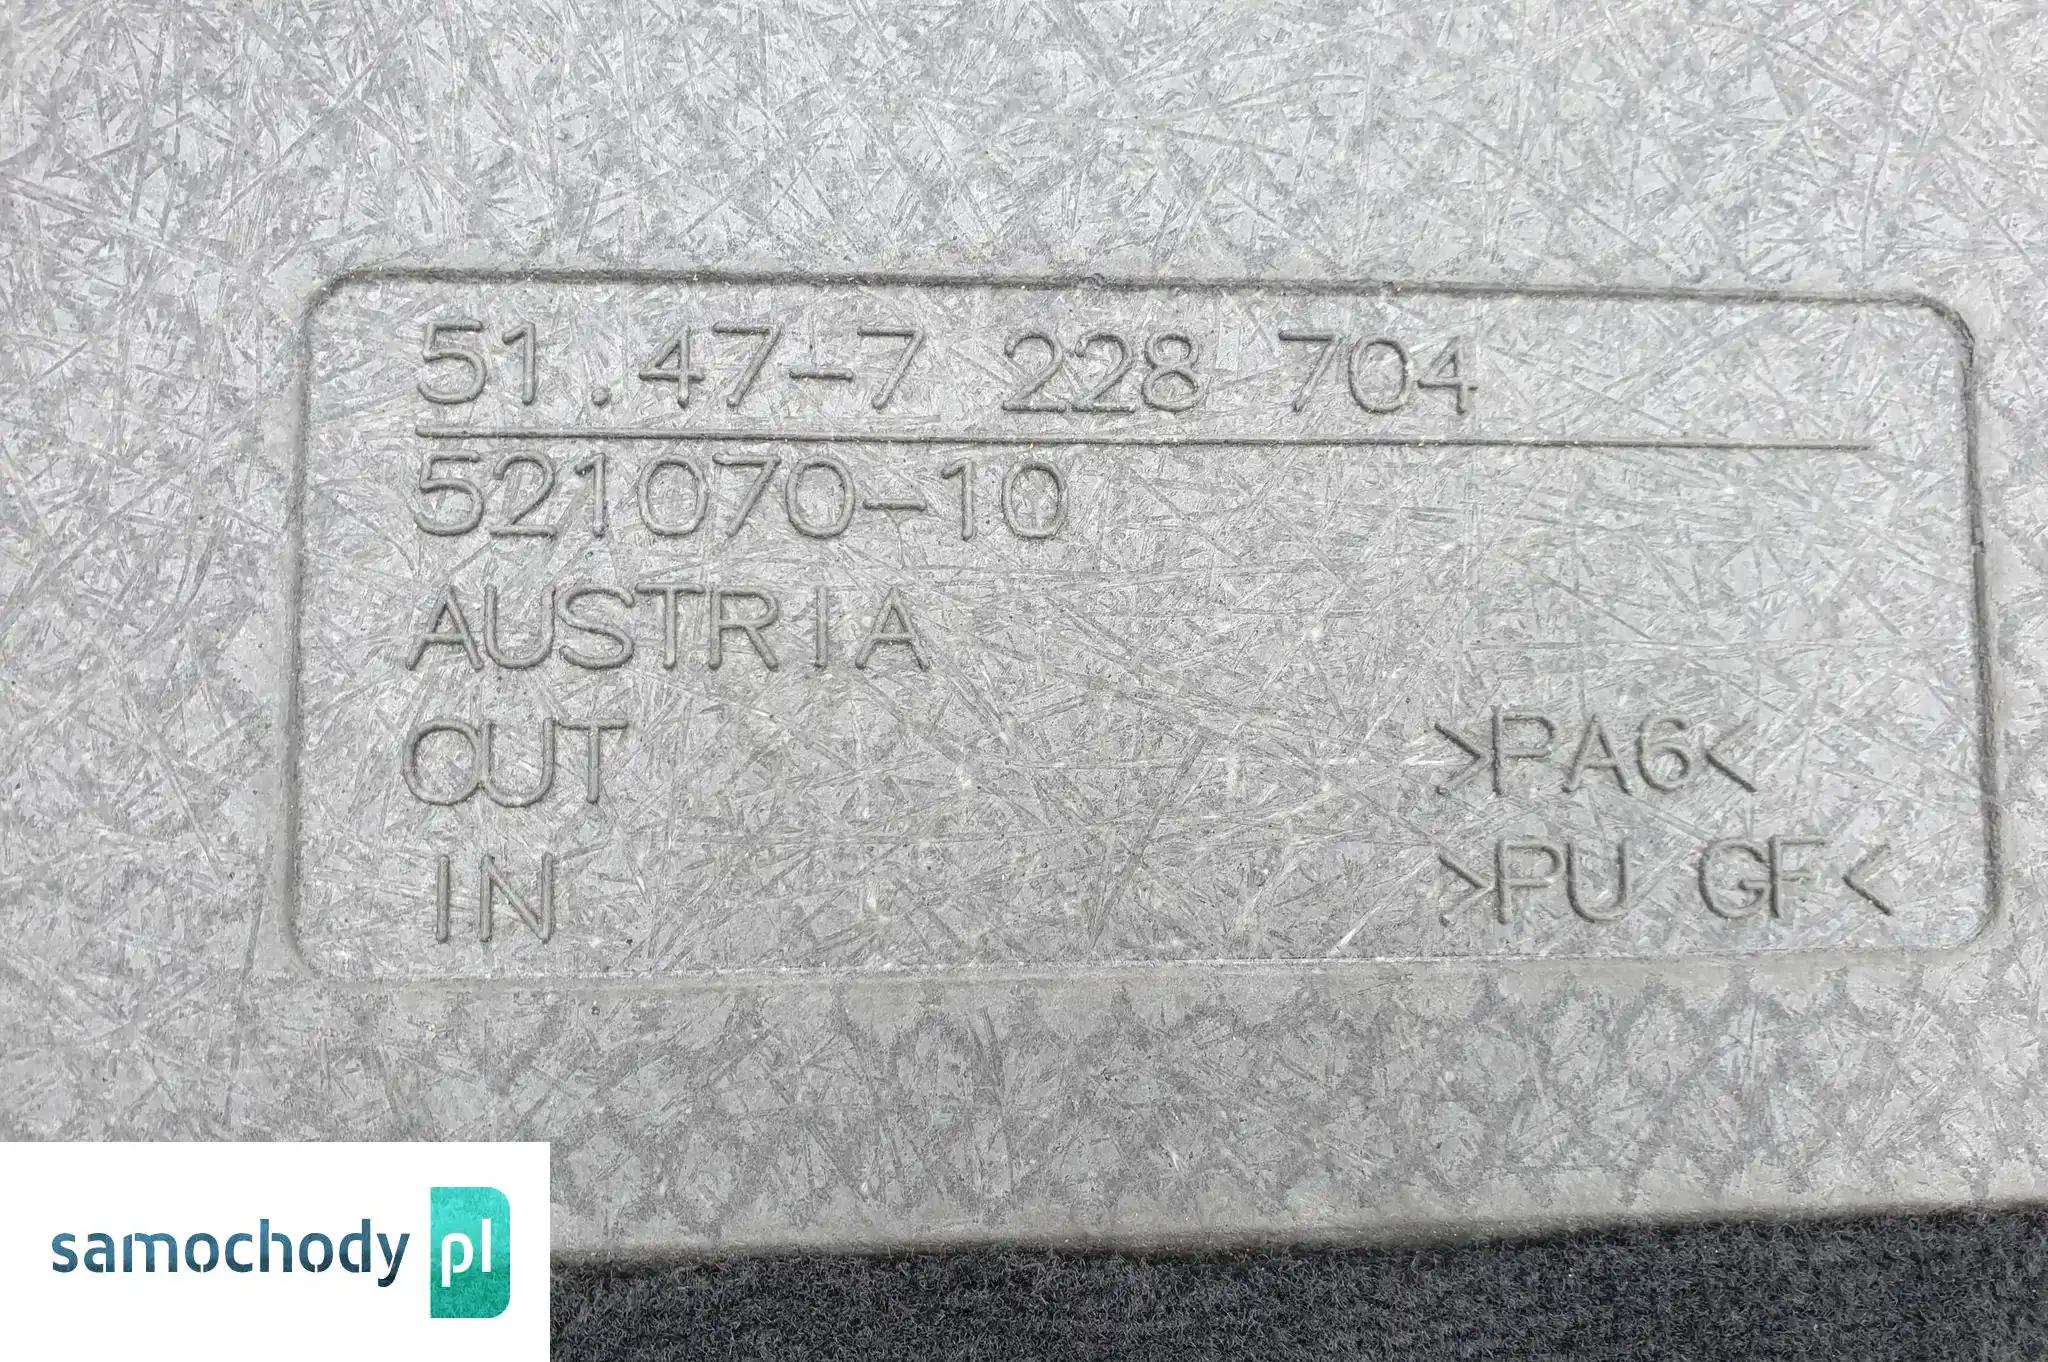 51.47-7 228 704
521070-10
AUSTRIA
OUT >PA6<
IN >PU GF<
samochody pl